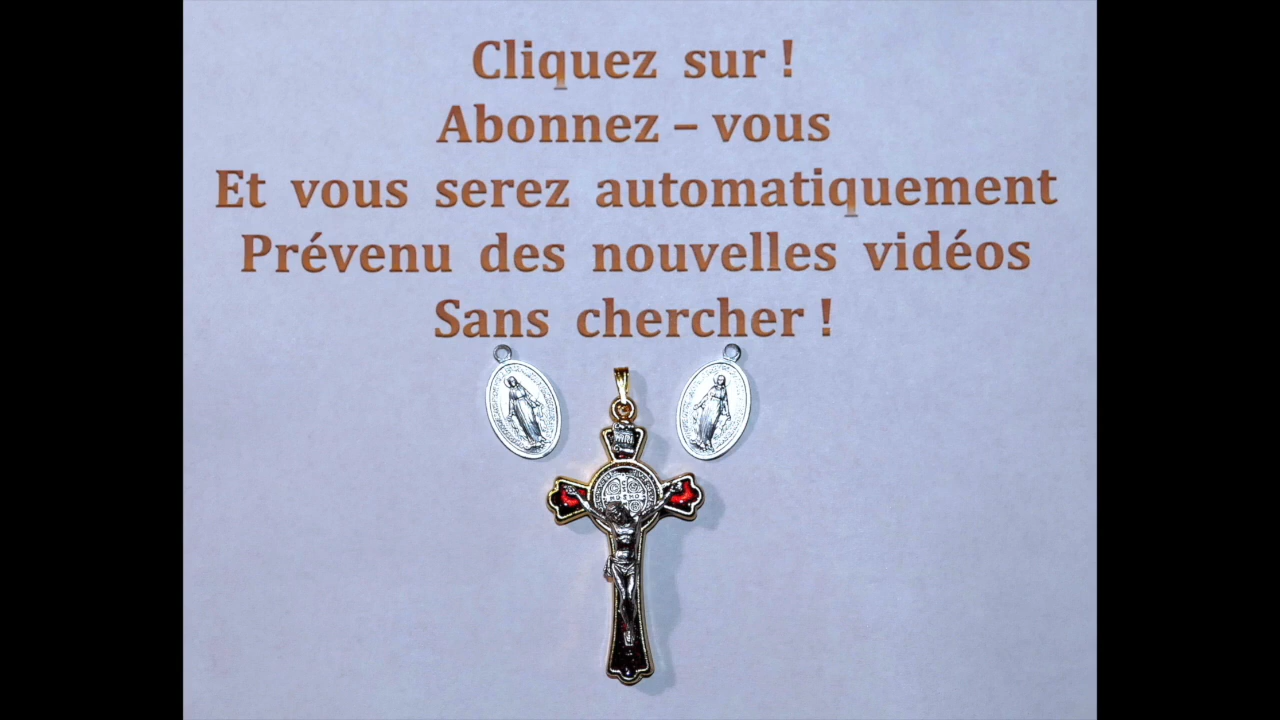 Cliquez sur !
Abonnez – vous
Et vous serez automatiquement
Prévenu des nouvelles vidéos
Sans chercher !